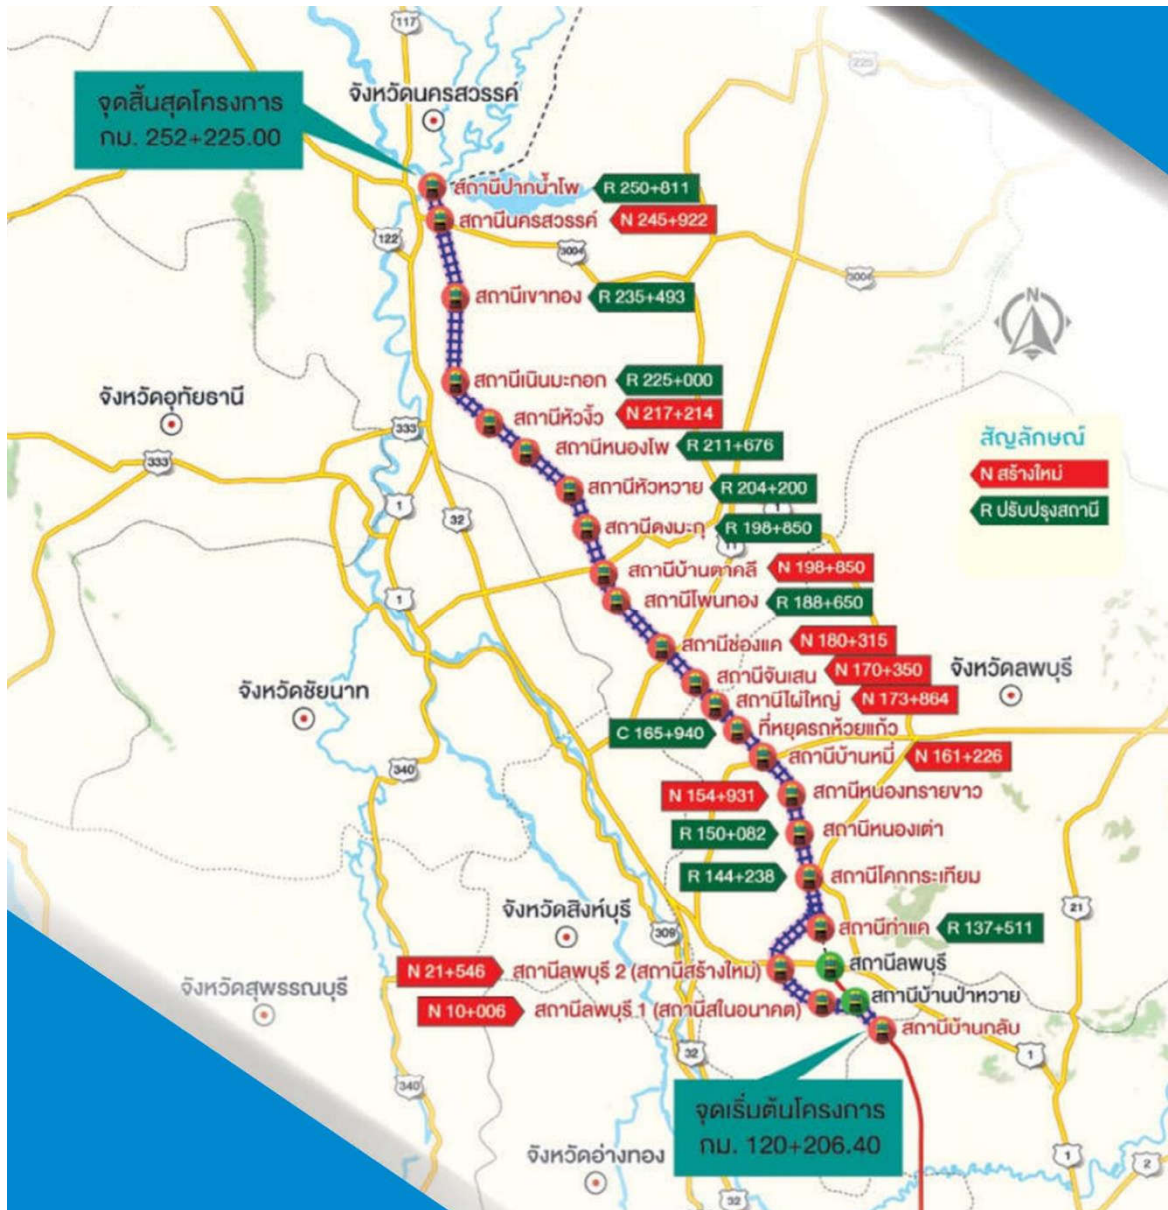 117
225
จังหวัดนครสวรรค์
จุดสิ้นสุดโครงการ
กม. 252+225.00
สถานีปากน้ำโพ R 250+811
สถานีนครสวรรค์ N 245+922
122
3004
3004
สถานีเขาทอง R 235+493
N
สถานีเนินมะกอก R 225+000
จังหวัดอุทัยธานี
สถานีหัวงิ้ว N 217+214
333
สัญลักษณ์
สถานีหนองโพ R 211+676
333
N สร้างใหม่
สถานีหัวหวาย R 204+200
1
32
1
R ปรับปรุงสถานี
สถานีดงมะกุ R 198+850
11
สถานีบ้านตาคลี N 198+850
1
สถานีโพนทอง R 188+650
สถานีช่องแค N 180+315
จังหวัดลพบุรี
สถานีจันเสน N 170+350
จังหวัดชัยนาท
สถานีไผ่ใหญ่ N 173+864
C 165+940 ที่หยุดรถห้วยแก้ว
สถานีบ้านหมี่ N 161+226
340
N 154+931 สถานีหนองทรายขาว
R 150+082 สถานีหนองเต่า
R 144+238 สถานีโคกกระเทียม
21
จังหวัดสิงห์บุรี
309
สถานีท่าแค R 137+511
N 21+546 สถานีลพบุรี 2 (สถานีสร้างใหม่)
สถานีลพบุรี
จังหวัดสุพรรณบุรี
สถานีบ้านป่าหวาย
N 10+006 สถานีลพบุรี 1 (สถานีสในอนาคต)
สถานีบ้านกลับ
32
1
340
จุดเริ่มต้นโครงการ
กม. 120+206.40
จังหวัดอ่างทอง
1
2
32